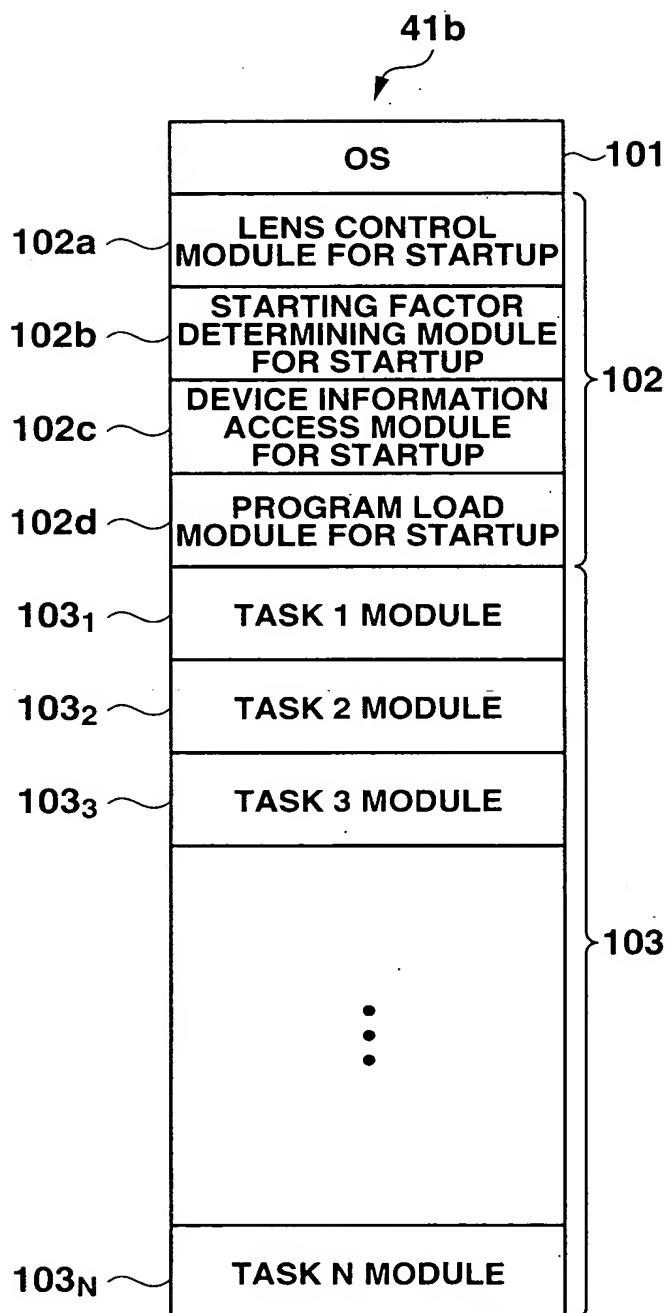 41b
OS
101
102a
LENS CONTROL
MODULE FOR STARTUP
102b
STARTING FACTOR
DETERMINING MODULE
FOR STARTUP
102
102c
DEVICE INFORMATION
ACCESS MODULE
FOR STARTUP
102d
PROGRAM LOAD
MODULE FOR STARTUP
103₁
TASK 1 MODULE
103₂
TASK 2 MODULE
103₃
TASK 3 MODULE
103
103N
TASK N MODULE